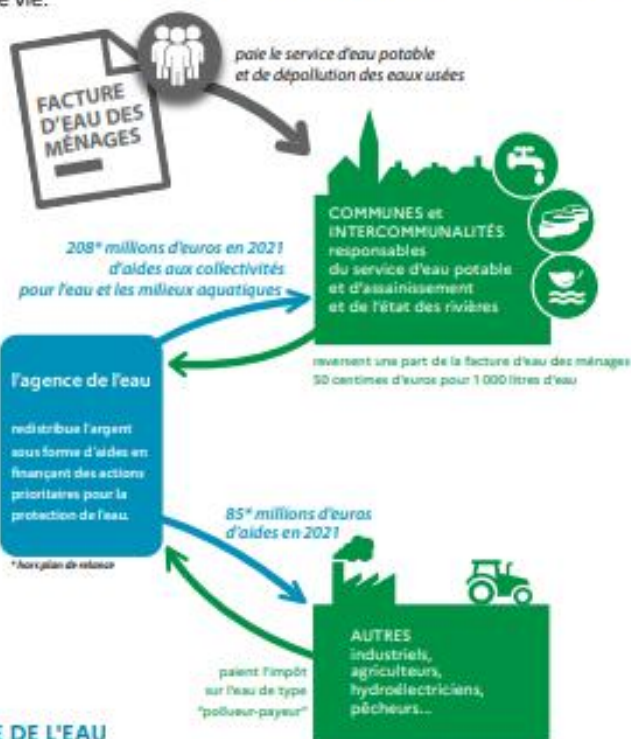 e vie.
paie le service d'eau potable
et de dépollution des eaux usées
FACTURE
D'EAU DES
MÉNAGES
COMMUNES et
INTERCOMMUNALITÉS
responsables
du service d'eau potable
et d'assainissement
et de l'état des rivières
208* millions d'euros en 2021
d'aides aux collectivités
pour l'eau et les milieux aquatiques
reversent une part de la facture d'eau des ménages
50 centimes d'euros pour 1 000 litres d'eau
l'agence de l'eau
redistribue l'argent
sous forme d'aides en
finançant des actions
prioritaires pour la
protection de l'eau.
* hors plan de relance
85* millions d'euros
d'aides en 2021
AUTRES
industriels,
agriculteurs,
hydroélectriciens,
pêcheurs...
paient l'impôt
sur l'eau de type
"pollueur-payeur"
E DE L'EAU